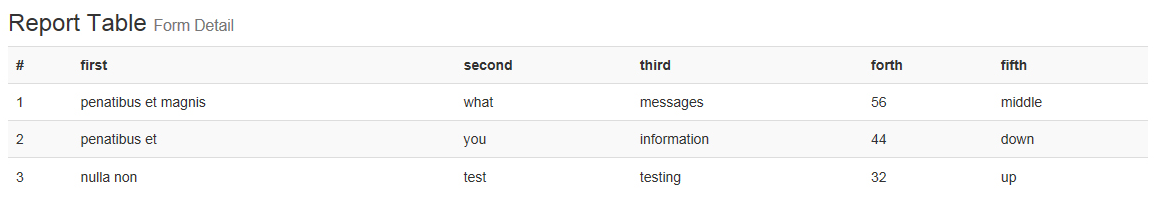 Report Table Form Detail
# first second third forth fifth
1 penatibus et magnis what messages 56 middle
2 penatibus et you information 44 down
3 nulla non test testing 32 up